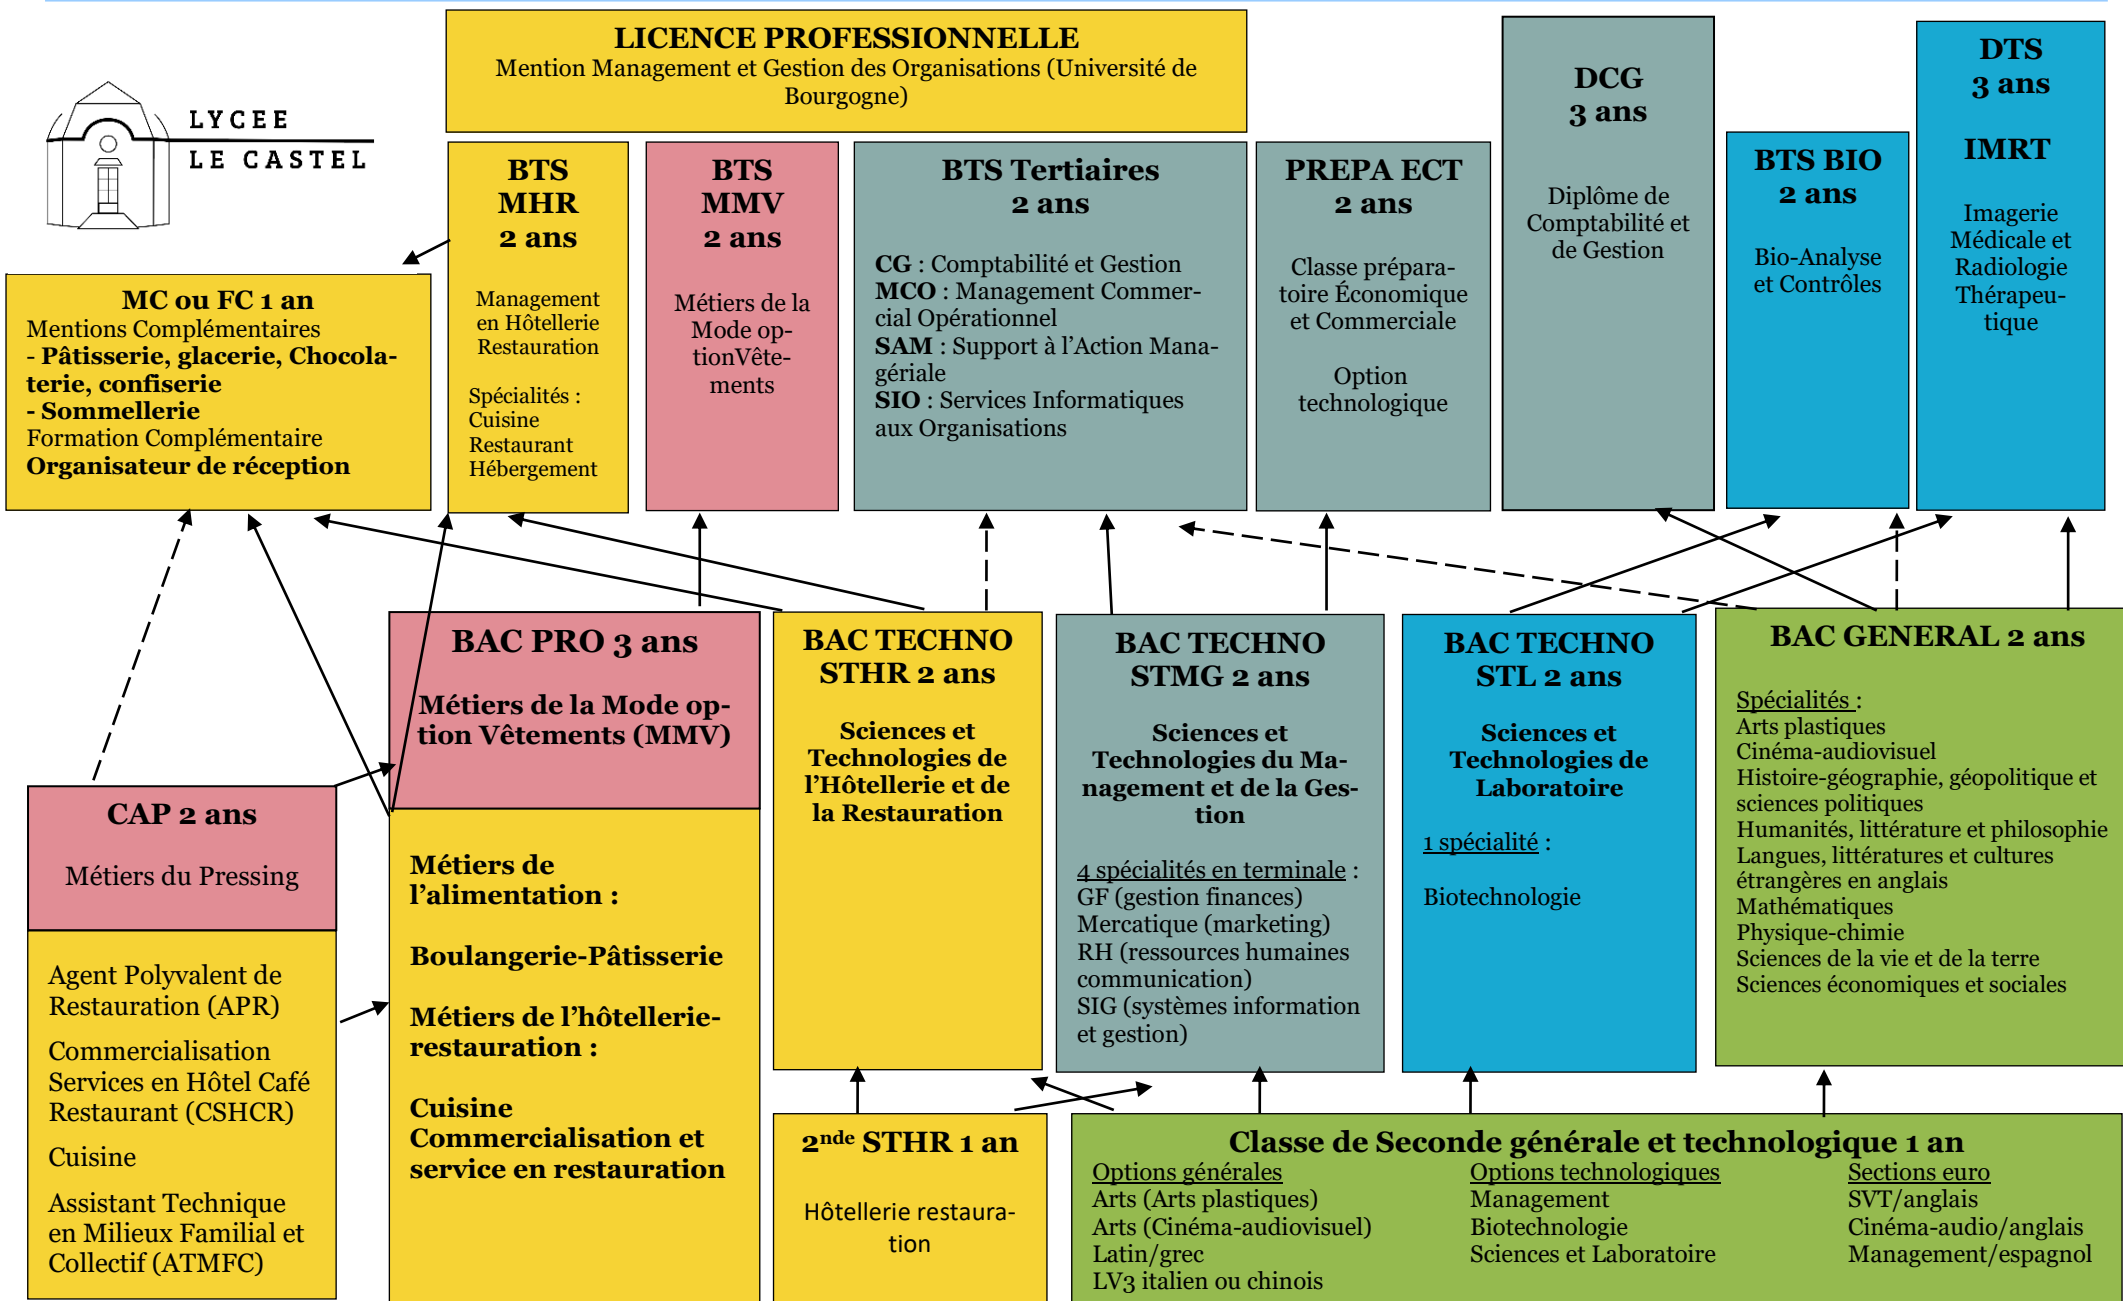 LICENCE PROFESSIONNELLE
Mention Management et Gestion des Organisations (Université de
Bourgogne)
LYCEE
LE CASTEL
DCG
3 ans
Diplôme de
Comptabilité et
de Gestion
DTS
3 ans
IMRT
Imagerie
Médicale et
Radiologie
Thérapeu-
tique
MC ou FC 1 an
Mentions Complémentaires
- Pâtisserie, glacerie, Chocola-
terie, confiserie
- Sommellerie
Formation Complémentaire
Organisateur de réception
BTS
MHR
2 ans
Management
en Hôtellerie
Restauration
Spécialités :
Cuisine
Restaurant
Hébergement
BTS
MMV
2 ans
Métiers de la
Mode op-
tionVête-
ments
BTS Tertiaires
2 ans
CG : Comptabilité et Gestion
MCO : Management Commer-
cial Opérationnel
SAM : Support à l’Action Mana-
gériale
SIO : Services Informatiques
aux Organisations
PREPA ECT
2 ans
Classe prépara-
toire Économique
et Commerciale
Option
technologique
BTS BIO
2 ans
Bio-Analyse
et Contrôles
CAP 2 ans
Métiers du Pressing
Agent Polyvalent de
Restauration (APR)
Commercialisation
Services en Hôtel Café
Restaurant (CSHCR)
Cuisine
Assistant Technique
en Milieux Familial et
Collectif (ATMFC)
BAC PRO 3 ans
Métiers de la Mode op-
tion Vêtements (MMV)
Métiers de
l’alimentation :
Boulangerie-Pâtisserie
Métiers de l’hôtellerie-
restauration :
Cuisine
Commercialisation et
service en restauration
BAC TECHNO
STHR 2 ans
Sciences et
Technologies de
l’Hôtellerie et de
la Restauration
BAC TECHNO
STMG 2 ans
Sciences et
Technologies du Ma-
nagement et de la Ges-
tion
4 spécialités en terminale :
GF (gestion finances)
Mercatique (marketing)
RH (ressources humaines
communication)
SIG (systèmes information
et gestion)
BAC TECHNO
STL 2 ans
Sciences et
Technologies de
Laboratoire
1 spécialité :
Biotechnologie
BAC GENERAL 2 ans
Spécialités :
Arts plastiques
Cinéma-audiovisuel
Histoire-géographie, géopolitique et
sciences politiques
Humanités, littérature et philosophie
Langues, littératures et cultures
étrangères en anglais
Mathématiques
Physique-chimie
Sciences de la vie et de la terre
Sciences économiques et sociales
2nde STHR 1 an
Hôtellerie restaura-
tion
Classe de Seconde générale et technologique 1 an
Options générales
Arts (Arts plastiques)
Arts (Cinéma-audiovisuel)
Latin/grec
LV3 italien ou chinois
Options technologiques
Management
Biotechnologie
Sciences et Laboratoire
Sections euro
SVT/anglais
Cinéma-audio/anglais
Management/espagnol